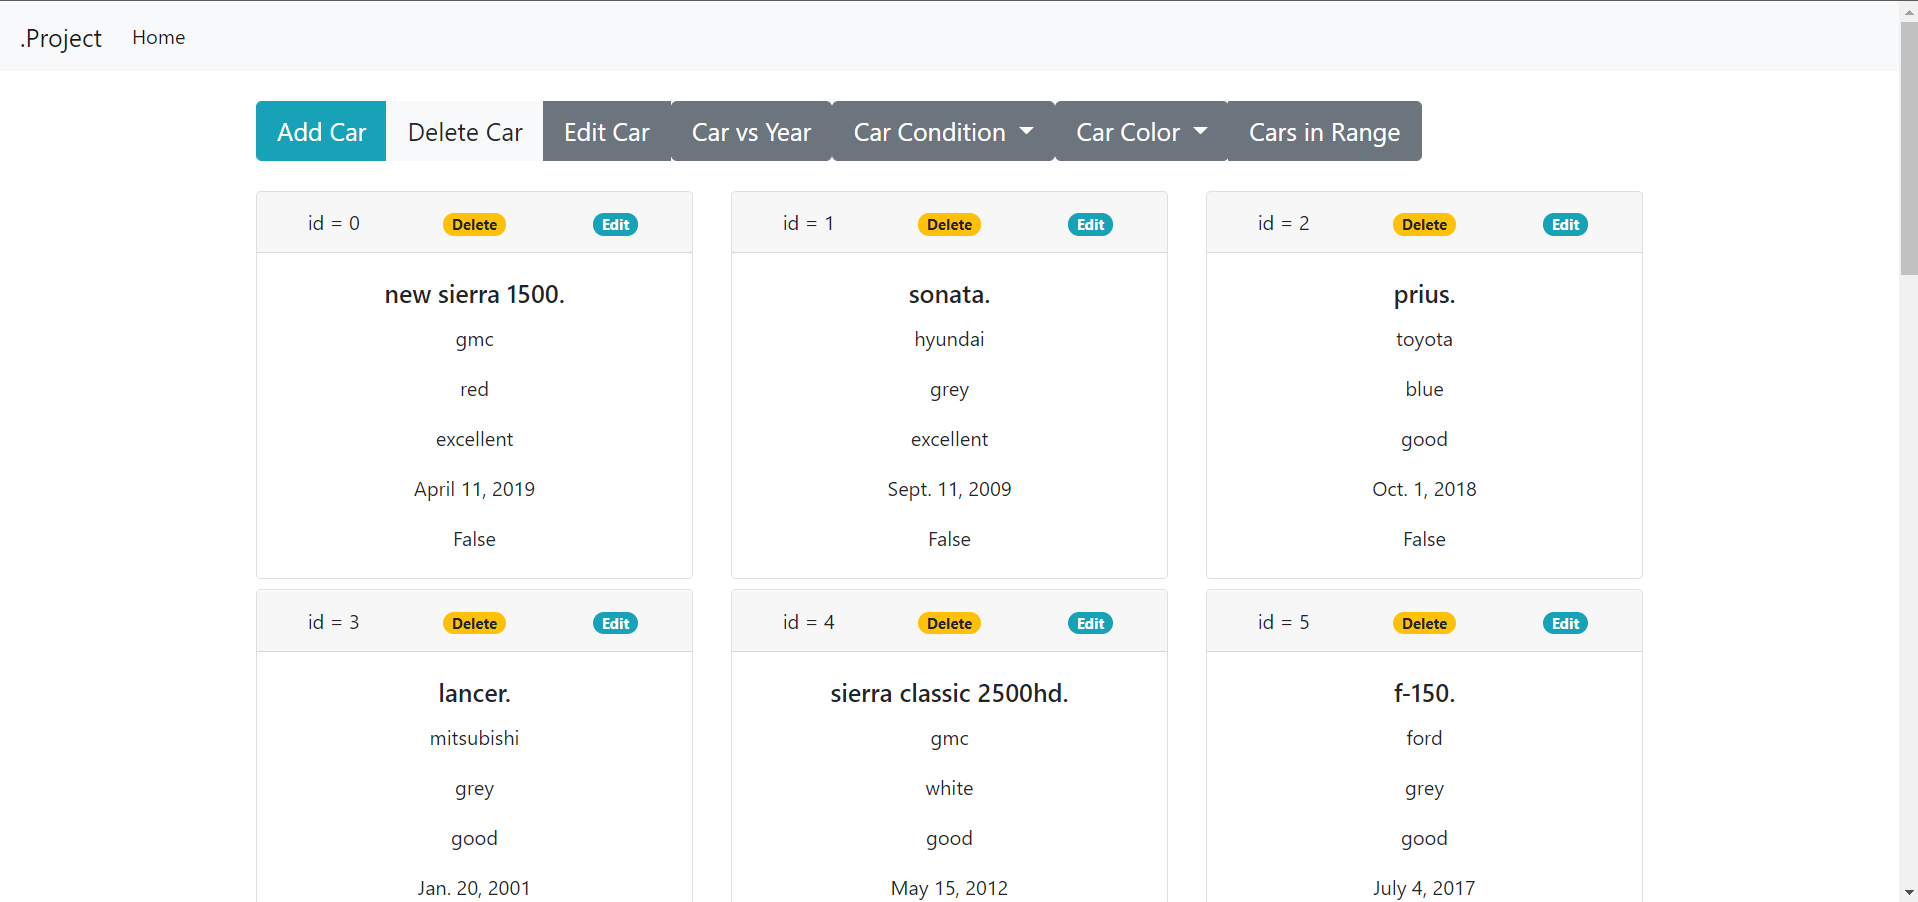 .Project Home
Add Car Delete Car Edit Car Car vs Year Car Condition Car Color Cars in Range
id = 0 Delete Edit
new sierra 1500.
gmc
red
excellent
April 11, 2019
False
id = 1 Delete Edit
sonata.
hyundai
grey
excellent
Sept. 11, 2009
False
id = 2 Delete Edit
prius.
toyota
blue
good
Oct. 1, 2018
False
id = 3 Delete Edit
lancer.
mitsubishi
grey
good
Jan. 20, 2001
id = 4 Delete Edit
sierra classic 2500hd.
gmc
white
good
May 15, 2012
id = 5 Delete Edit
f-150.
ford
grey
good
July 4, 2017